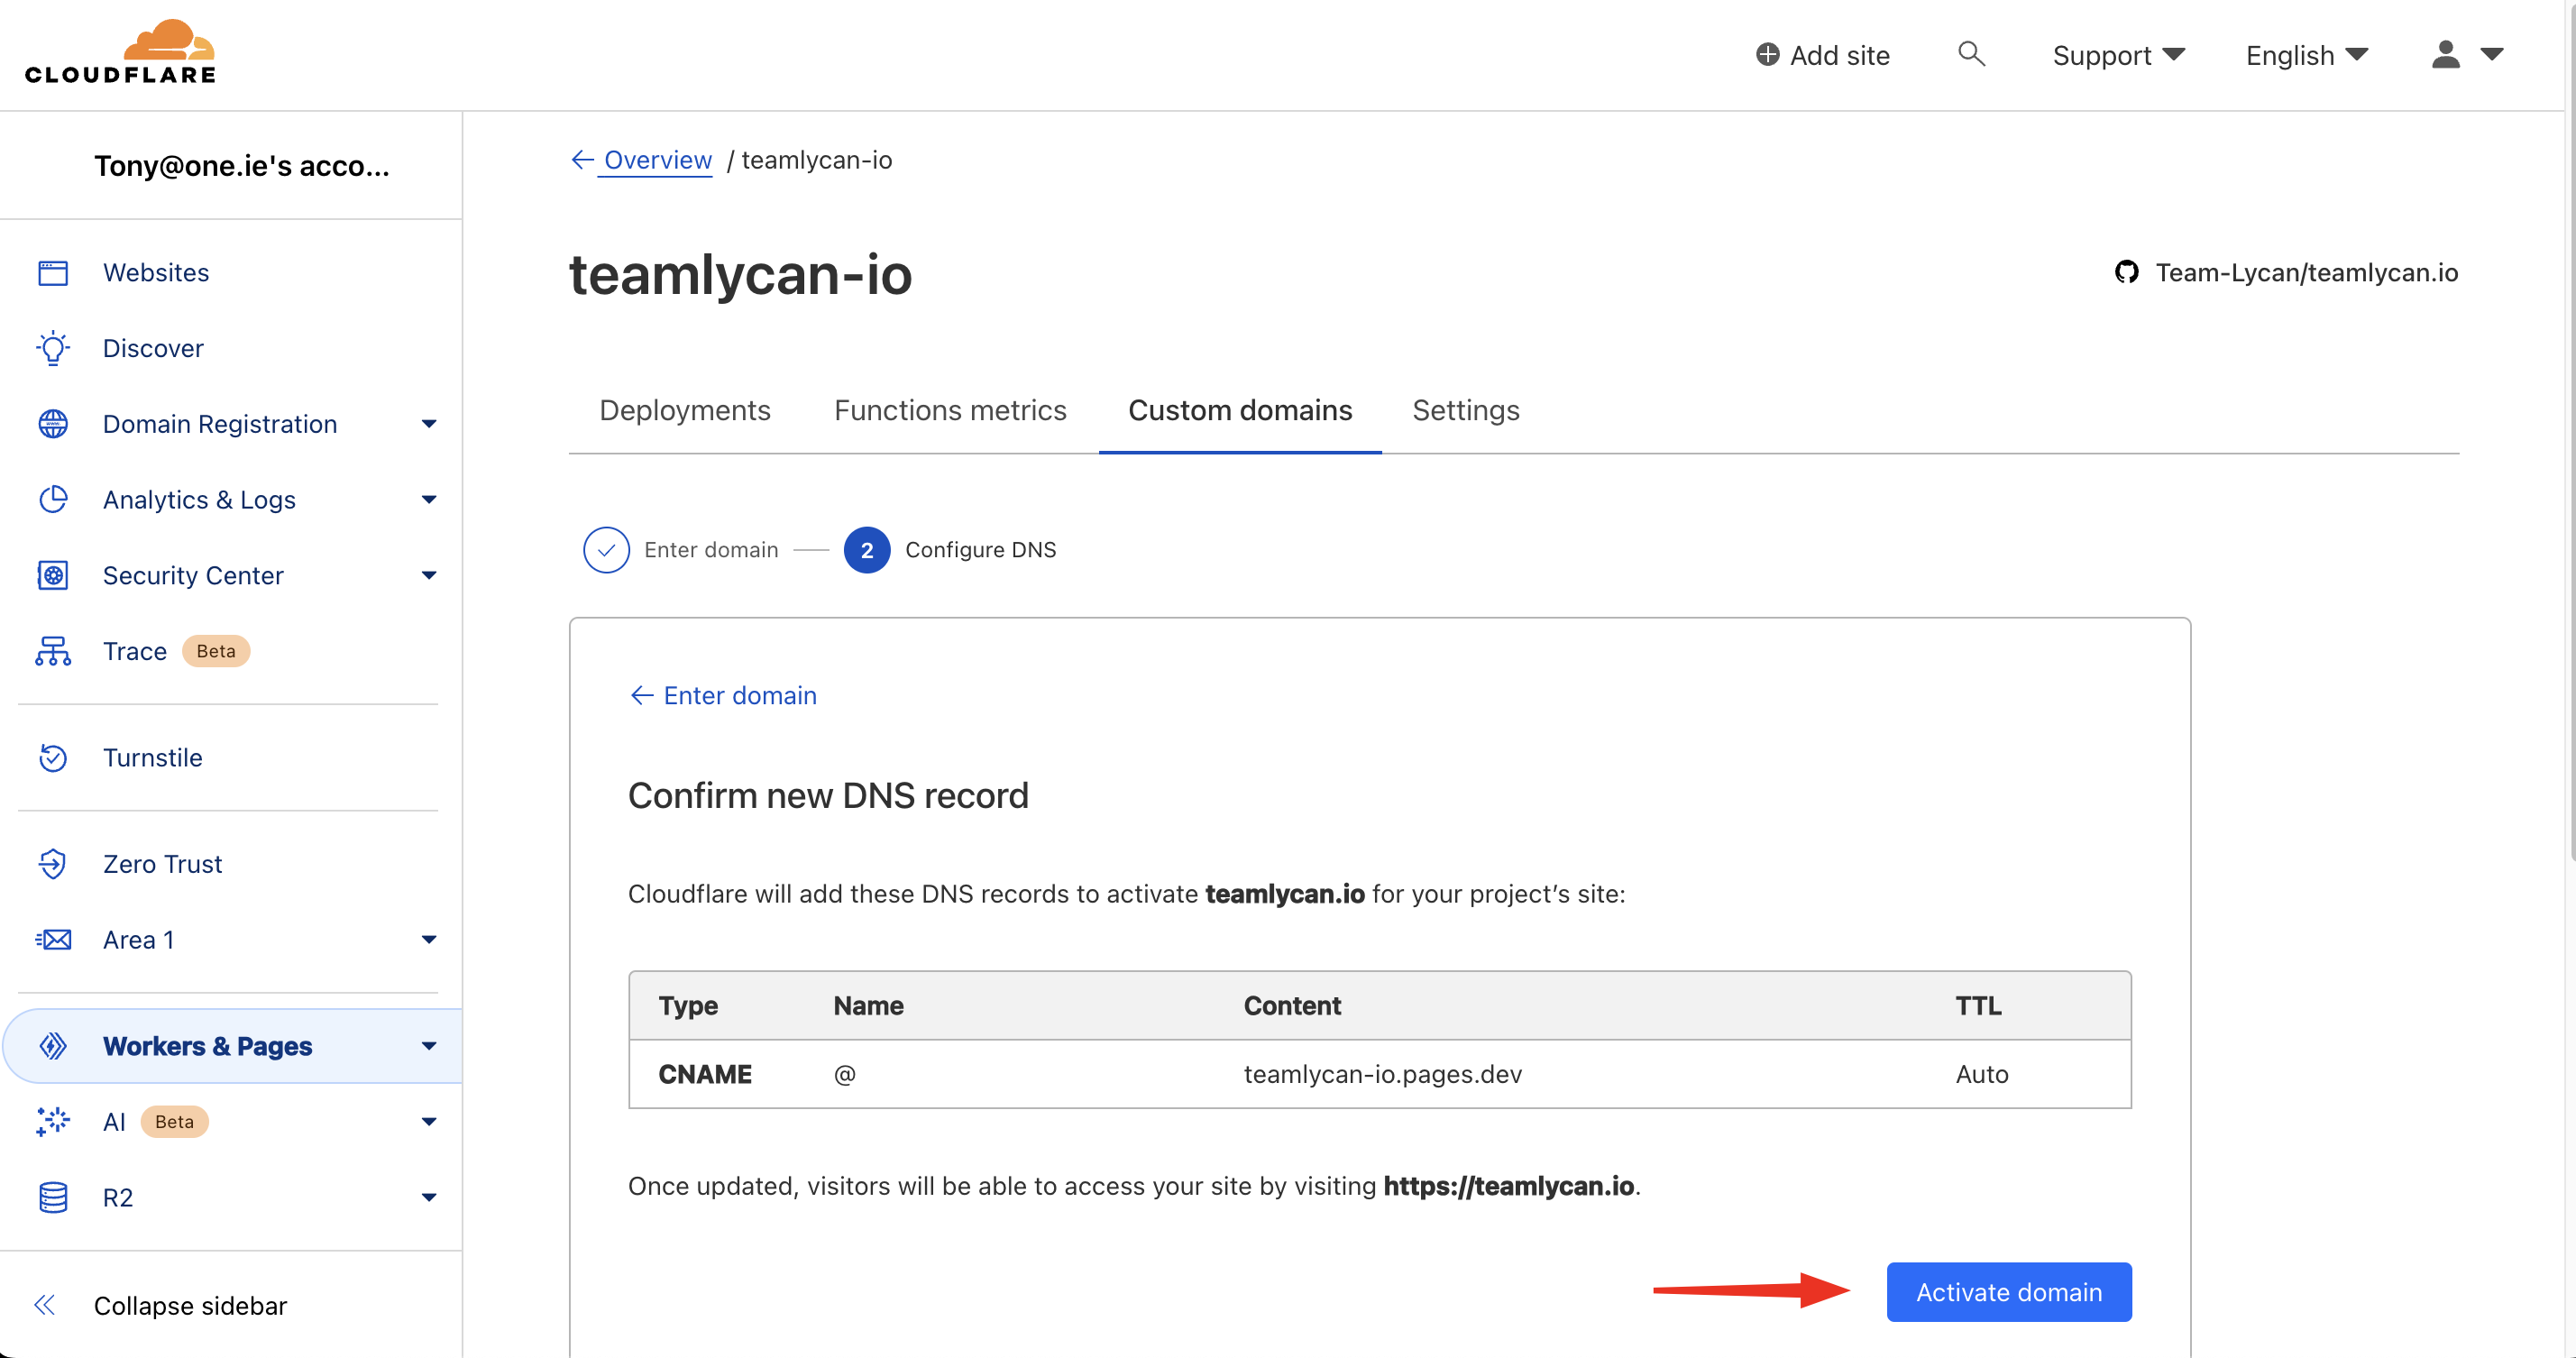 CLOUDFLARE
Add site
Support
English
Tony@one.ie's acco...
Websites
Discover
Domain Registration
Analytics & Logs
Security Center
Trace Beta
Turnstile
Zero Trust
Area 1
Workers & Pages
AI Beta
R2
Collapse sidebar
Overview / teamlycan-io
teamlycan-io
Team-Lycan/teamlycan.io
Deployments Functions metrics Custom domains Settings
Enter domain 2 Configure DNS
Enter domain
Confirm new DNS record
Cloudflare will add these DNS records to activate teamlycan.io for your project’s site:
Type Name Content TTL
CNAME @ teamlycan-io.pages.dev Auto
Once updated, visitors will be able to access your site by visiting https://teamlycan.io.
Activate domain